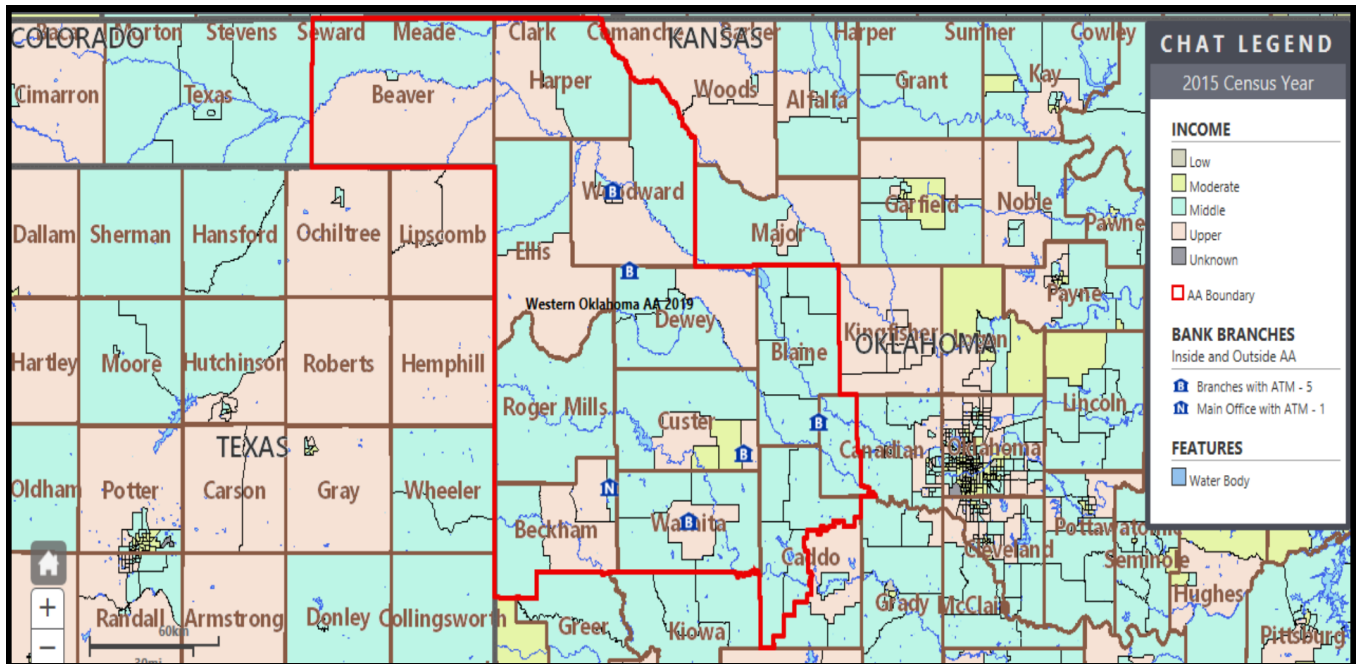 COLORADO
Morton
Stevens
Seward
Meade
Clark
Comanche
KANSAS
Harper
Sumner
Cowley
Cimarron
Texas
Beaver
Harper
Woods
Alfalfa
Grant
Kay
Dallam
Sherman
Hansford
Ochiltree
Lipscomb
Ellis
Woodward
Major
Garfield
Noble
Pawnee
Western Oklahoma AA 2019
Dewey
Blaine
Kingfisher
OKLAHOMA
Logan
Payne
Hartley
Moore
Hutchinson
Roberts
Hemphill
Roger Mills
Custer
Canadian
Oklahoma
Lincoln
TEXAS
Oldham
Potter
Carson
Gray
Wheeler
Beckham
Washita
Caddo
Cleveland
Pottawatomie
Seminole
Hughes
Randall
Armstrong
Donley
Collingsworth
Greer
Kiowa
Grady
McClain
Pittsburg
60km
30mi
+
−
B
B
B
B
N
B
CHAT LEGEND
2015 Census Year
INCOME
Low
Moderate
Middle
Upper
Unknown
AA Boundary
BANK BRANCHES
Inside and Outside AA
B Branches with ATM - 5
N Main Office with ATM - 1
FEATURES
Water Body